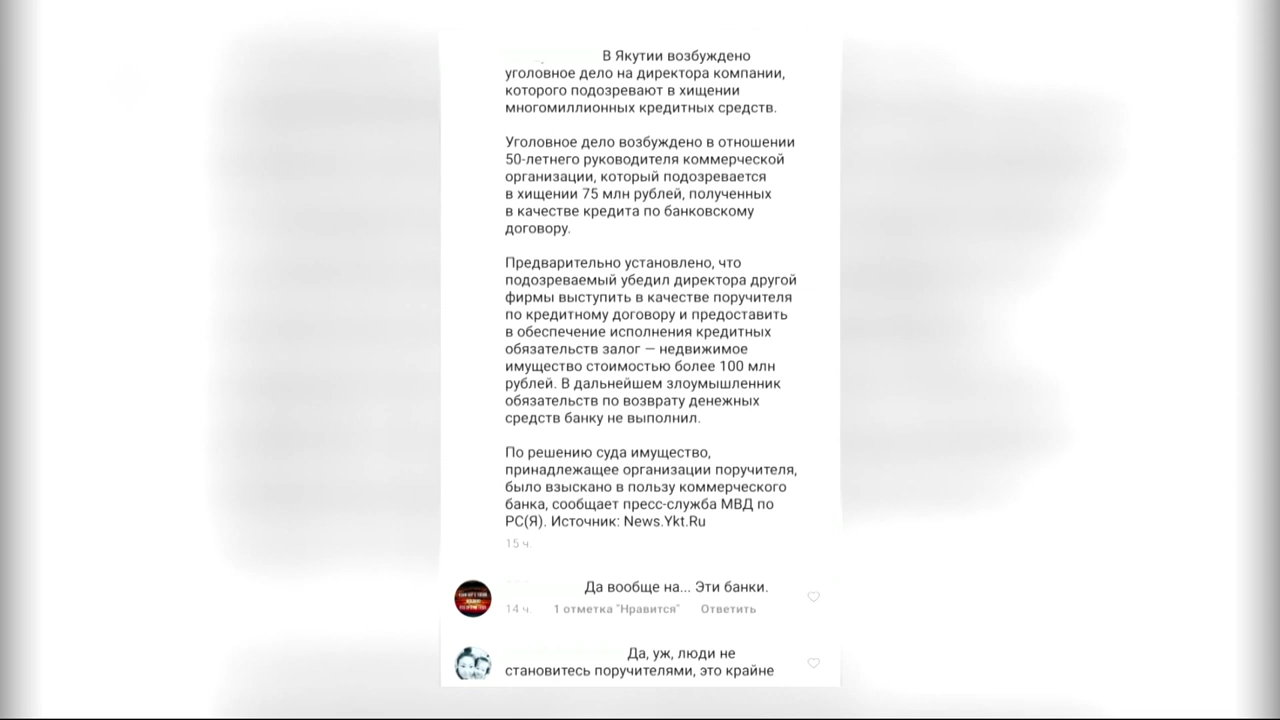 В Якутии возбуждено
уголовное дело на директора компании,
которого подозревают в хищении
многомиллионных кредитных средств.
Уголовное дело возбуждено в отношении
50-летнего руководителя коммерческой
организации, который подозревается
в хищении 75 млн рублей, полученных
в качестве кредита по банковскому
договору.
Предварительно установлено, что
подозреваемый убедил директора другой
фирмы выступить в качестве поручителя
по кредитному договору и предоставить
в обеспечение исполнения кредитных
обязательств залог — недвижимое
имущество стоимостью более 100 млн
рублей. В дальнейшем злоумышленник
обязательств по возврату денежных
средств банку не выполнил.
По решению суда имущество,
принадлежащее организации поручителя,
было взыскано в пользу коммерческого
банка, сообщает пресс-служба МВД по
РС(Я). Источник: News.Ykt.Ru
15 ч.
Да вообще на... Эти банки.
14 ч. 1 отметка "Нравится" Ответить
Да, уж, люди не
становитесь поручителями, это крайне